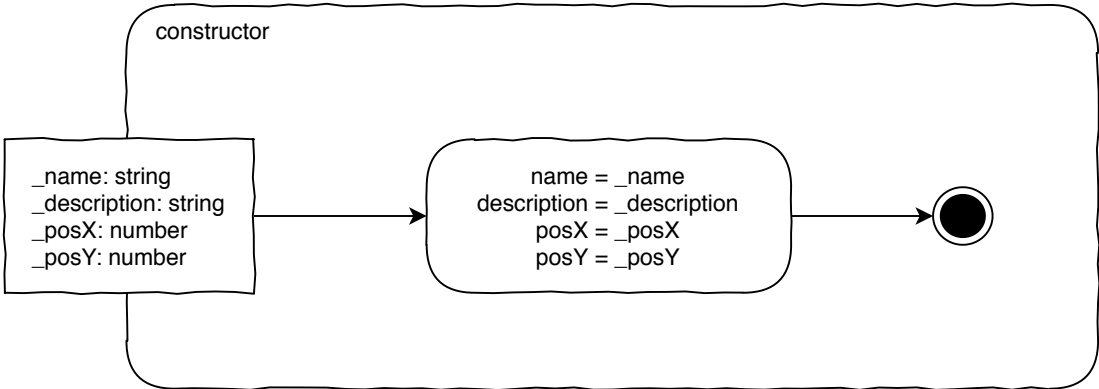 constructor
_name: string
_description: string
_posX: number
_posY: number
name = _name
description = _description
posX = _posX
posY = _posY